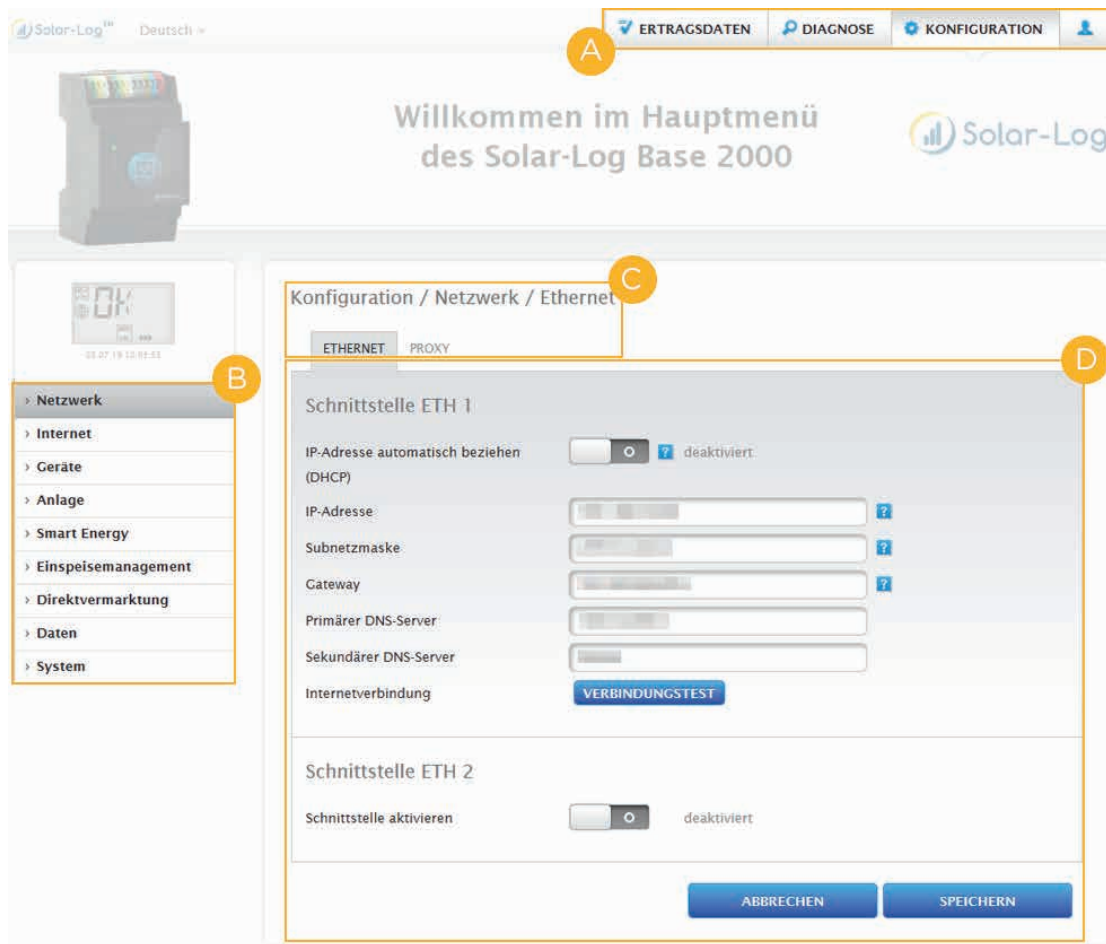 Solar-Log™ Deutsch
ERTRAGSDATEN DIAGNOSE KONFIGURATION
A
Willkommen im Hauptmenü
des Solar-Log Base 2000
Solar-Log
OK
C
Konfiguration / Netzwerk / Ethernet
ETHERNET PROXY
B
D
› Netzwerk
› Internet
› Geräte
› Anlage
› Smart Energy
› Einspeisemanagement
› Direktvermarktung
› Daten
› System
Schnittstelle ETH 1
IP-Adresse automatisch beziehen
(DHCP)
O ? deaktiviert
IP-Adresse ?
Subnetzmaske ?
Gateway ?
Primärer DNS-Server
Sekundärer DNS-Server
Internetverbindung VERBINDUNGSTEST
Schnittstelle ETH 2
Schnittstelle aktivieren O deaktiviert
ABBRECHEN SPEICHERN